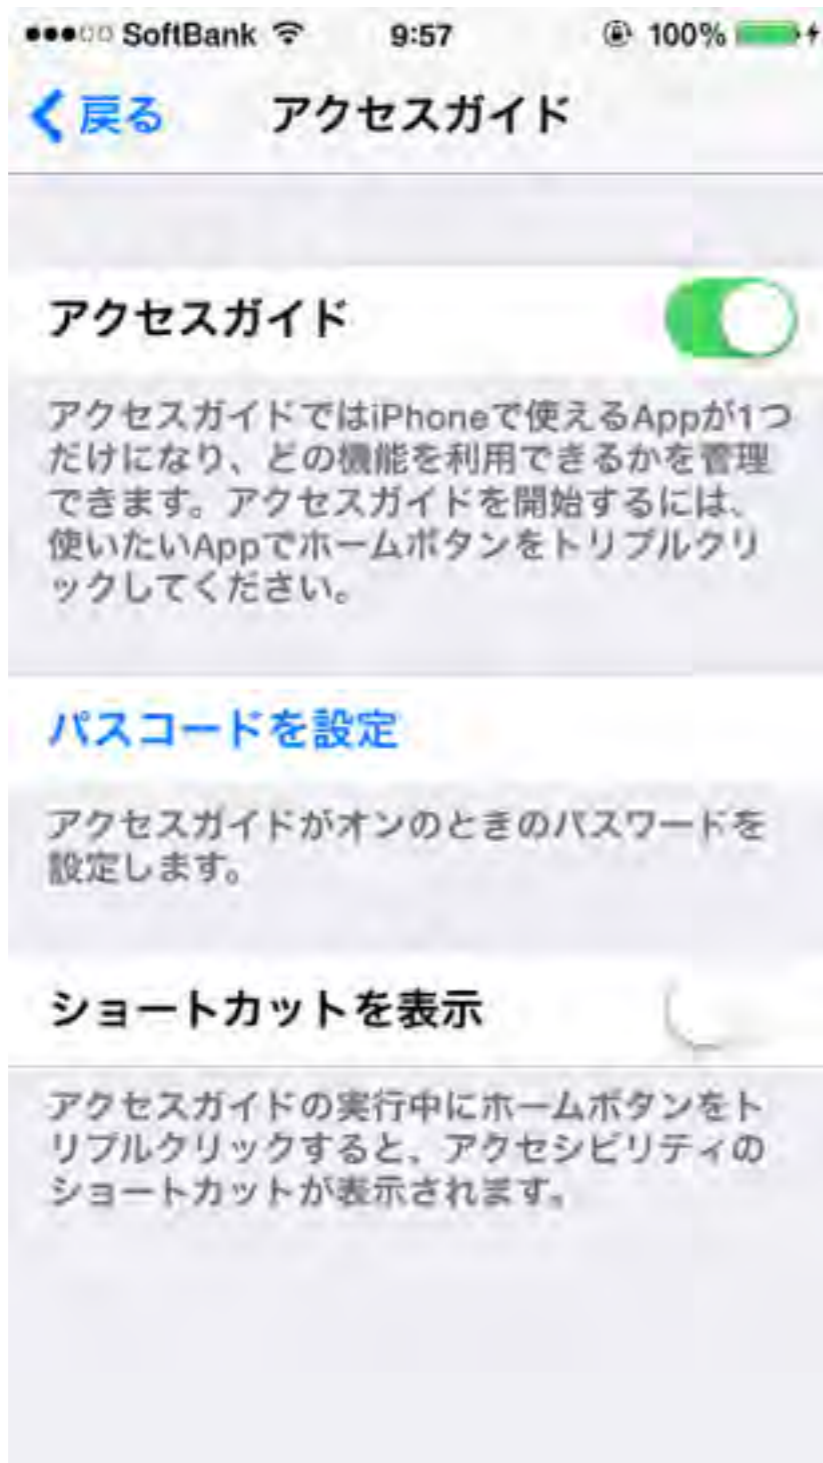 SoftBank 9:57 100%
戻る アクセスガイド
アクセスガイド
アクセスガイドではiPhoneで使えるAppが1つ
だけになり、どの機能を利用できるかを管理
できます。アクセスガイドを開始するには、
使いたいAppでホームボタンをトリプルクリ
ックしてください。
パスコードを設定
アクセスガイドがオンのときのパスワードを
設定します。
ショートカットを表示
アクセスガイドの実行中にホームボタンをト
リプルクリックすると、アクセシビリティの
ショートカットが表示されます。